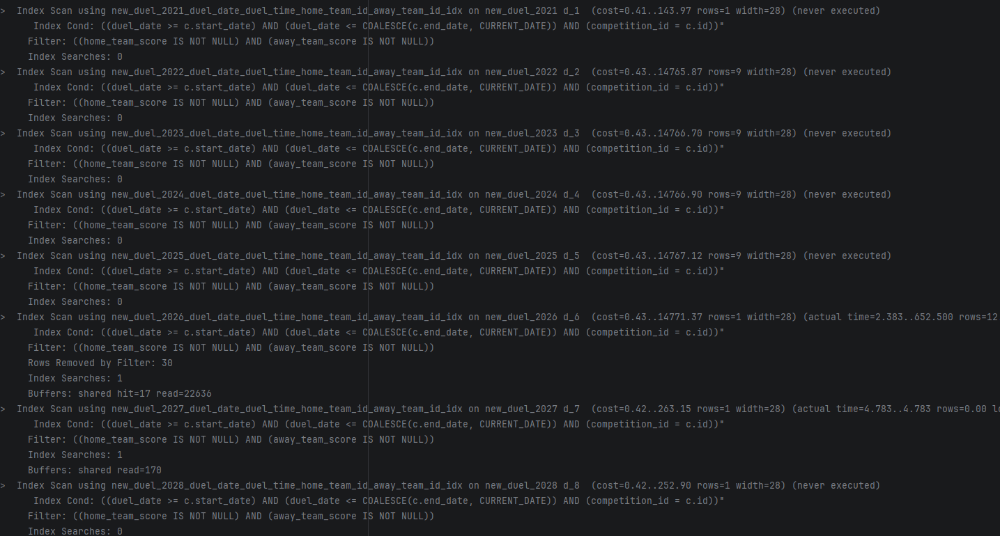 >  Index Scan using new_duel_2021_duel_date_duel_time_home_team_id_away_team_id_idx on new_duel_2021 d_1  (cost=0.41..143.97 rows=1 width=28) (never executed)
Index Cond: ((duel_date >= c.start_date) AND (duel_date <= COALESCE(c.end_date, CURRENT_DATE)) AND (competition_id = c.id))"
Filter: ((home_team_score IS NOT NULL) AND (away_team_score IS NOT NULL))
Index Searches: 0
>  Index Scan using new_duel_2022_duel_date_duel_time_home_team_id_away_team_id_idx on new_duel_2022 d_2  (cost=0.43..14765.87 rows=9 width=28) (never executed)
Index Cond: ((duel_date >= c.start_date) AND (duel_date <= COALESCE(c.end_date, CURRENT_DATE)) AND (competition_id = c.id))"
Filter: ((home_team_score IS NOT NULL) AND (away_team_score IS NOT NULL))
Index Searches: 0
>  Index Scan using new_duel_2023_duel_date_duel_time_home_team_id_away_team_id_idx on new_duel_2023 d_3  (cost=0.43..14766.70 rows=9 width=28) (never executed)
Index Cond: ((duel_date >= c.start_date) AND (duel_date <= COALESCE(c.end_date, CURRENT_DATE)) AND (competition_id = c.id))"
Filter: ((home_team_score IS NOT NULL) AND (away_team_score IS NOT NULL))
Index Searches: 0
>  Index Scan using new_duel_2024_duel_date_duel_time_home_team_id_away_team_id_idx on new_duel_2024 d_4  (cost=0.43..14766.90 rows=9 width=28) (never executed)
Index Cond: ((duel_date >= c.start_date) AND (duel_date <= COALESCE(c.end_date, CURRENT_DATE)) AND (competition_id = c.id))"
Filter: ((home_team_score IS NOT NULL) AND (away_team_score IS NOT NULL))
Index Searches: 0
>  Index Scan using new_duel_2025_duel_date_duel_time_home_team_id_away_team_id_idx on new_duel_2025 d_5  (cost=0.43..14767.12 rows=9 width=28) (never executed)
Index Cond: ((duel_date >= c.start_date) AND (duel_date <= COALESCE(c.end_date, CURRENT_DATE)) AND (competition_id = c.id))"
Filter: ((home_team_score IS NOT NULL) AND (away_team_score IS NOT NULL))
Index Searches: 0
>  Index Scan using new_duel_2026_duel_date_duel_time_home_team_id_away_team_id_idx on new_duel_2026 d_6  (cost=0.43..14771.37 rows=1 width=28) (actual time=2.383..652.500 rows=12
Index Cond: ((duel_date >= c.start_date) AND (duel_date <= COALESCE(c.end_date, CURRENT_DATE)) AND (competition_id = c.id))"
Filter: ((home_team_score IS NOT NULL) AND (away_team_score IS NOT NULL))
Rows Removed by Filter: 30
Index Searches: 1
Buffers: shared hit=17 read=22636
>  Index Scan using new_duel_2027_duel_date_duel_time_home_team_id_away_team_id_idx on new_duel_2027 d_7  (cost=0.42..263.15 rows=1 width=28) (actual time=4.783..4.783 rows=0.00 lo
Index Cond: ((duel_date >= c.start_date) AND (duel_date <= COALESCE(c.end_date, CURRENT_DATE)) AND (competition_id = c.id))"
Filter: ((home_team_score IS NOT NULL) AND (away_team_score IS NOT NULL))
Index Searches: 1
Buffers: shared read=170
>  Index Scan using new_duel_2028_duel_date_duel_time_home_team_id_away_team_id_idx on new_duel_2028 d_8  (cost=0.42..252.90 rows=1 width=28) (never executed)
Index Cond: ((duel_date >= c.start_date) AND (duel_date <= COALESCE(c.end_date, CURRENT_DATE)) AND (competition_id = c.id))"
Filter: ((home_team_score IS NOT NULL) AND (away_team_score IS NOT NULL))
Index Searches: 0